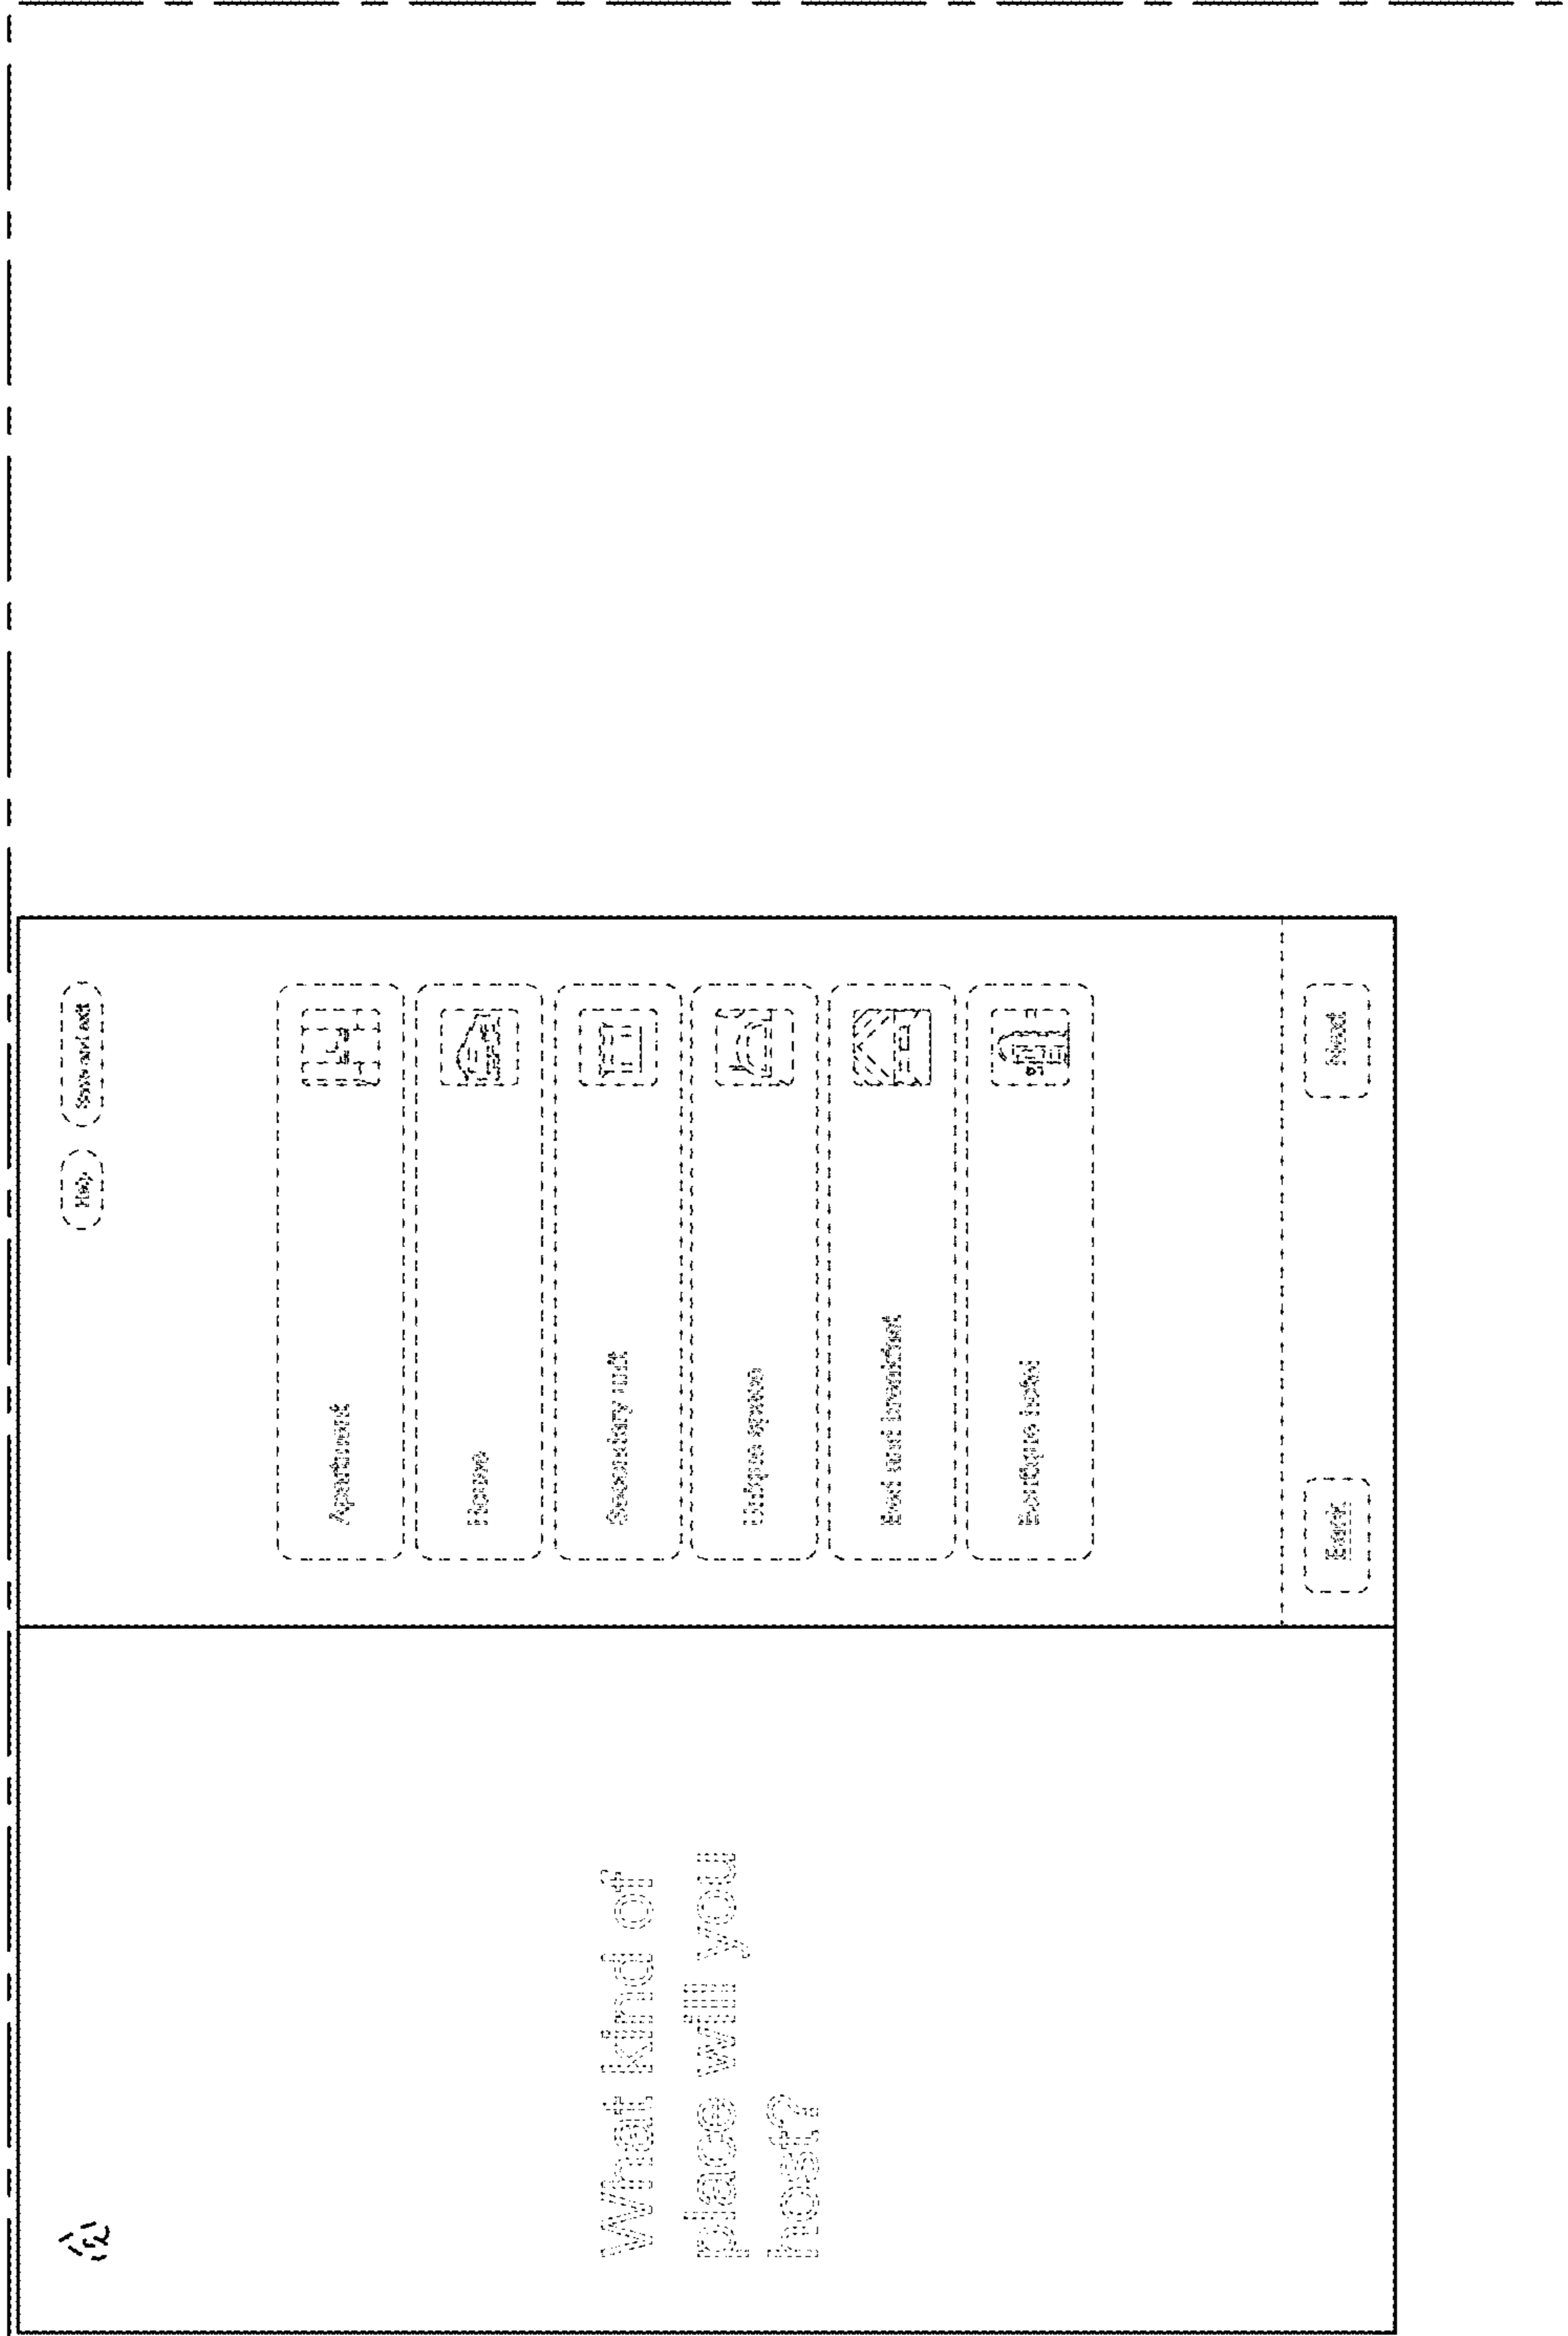 What kind of
place will you
host?
Help
Save and exit
Apartment
House
Secondary unit
Unique space
Bed and breakfast
Boutique hotel
Back
Next